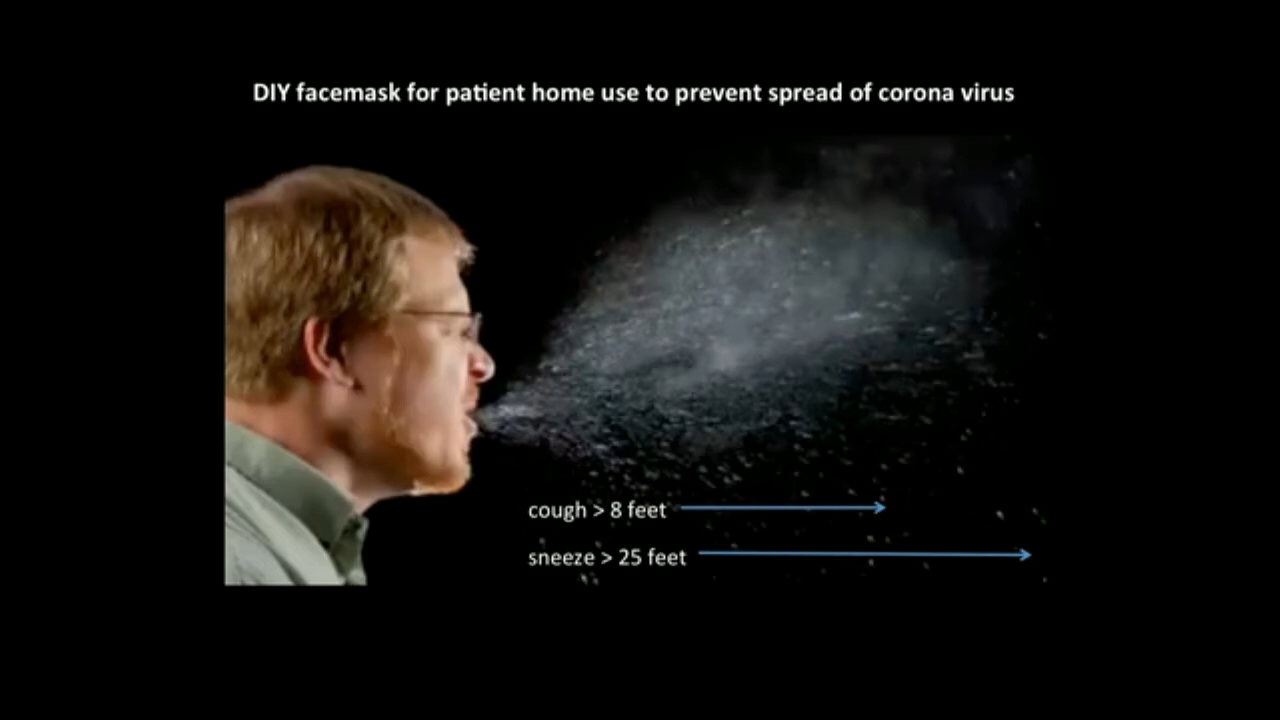 DIY facemask for patient home use to prevent spread of corona virus
cough > 8 feet
sneeze > 25 feet